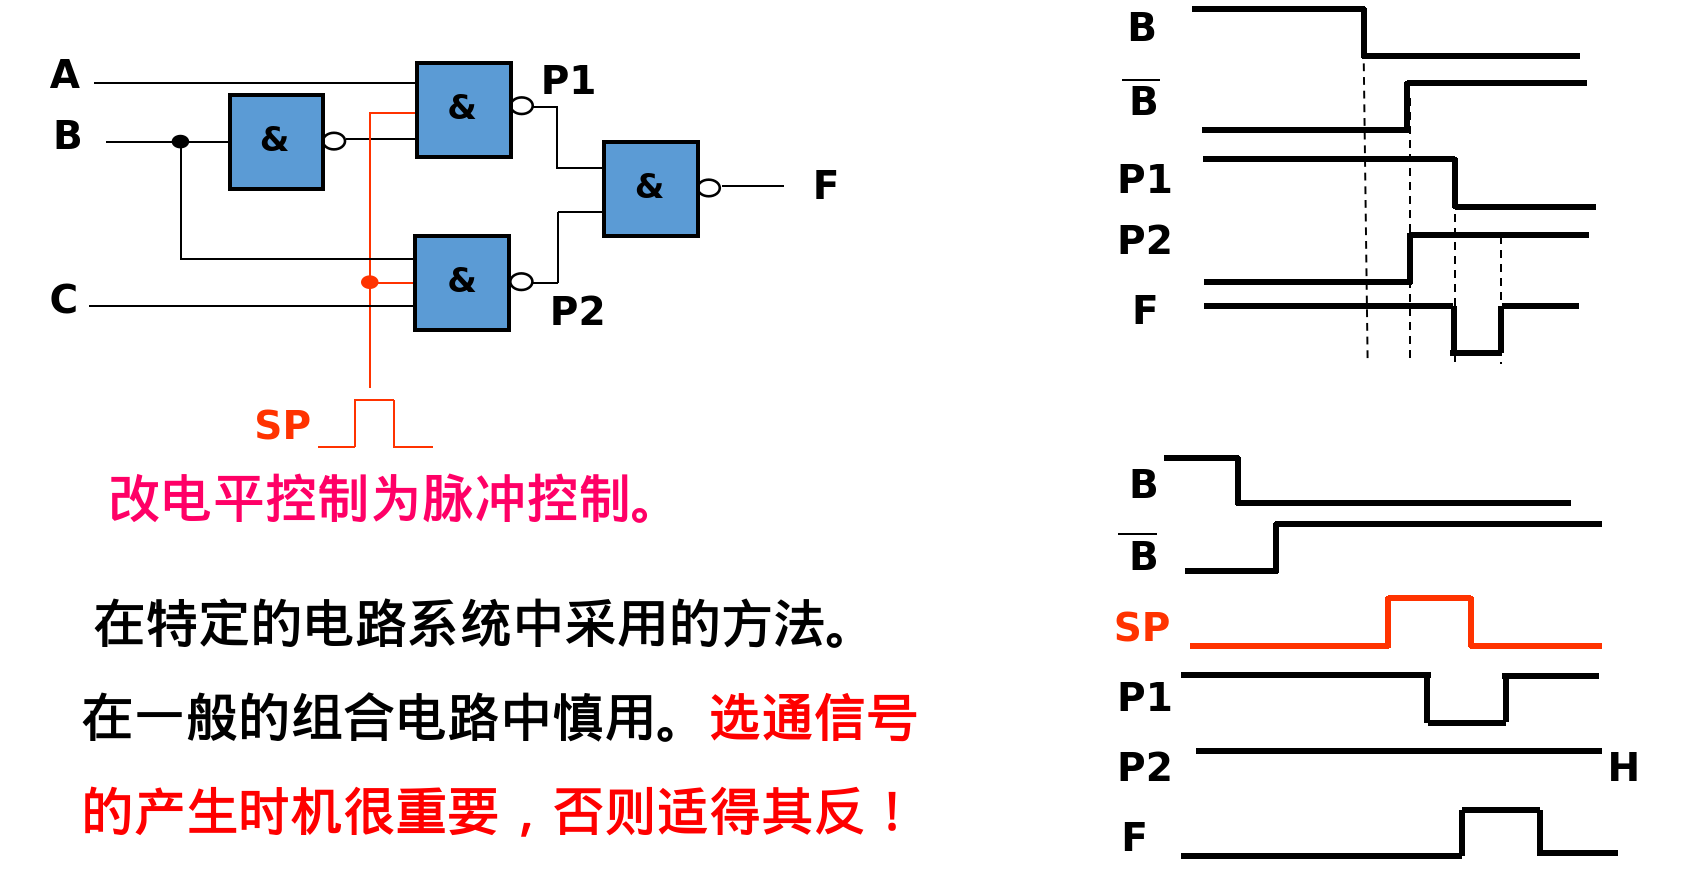 A
B
C
&
&
&
&
P1
P2
F
SP
改电平控制为脉冲控制。
在特定的电路系统中采用的方法。
在一般的组合电路中慎用。选通信号
的产生时机很重要，否则适得其反！
B
B̅
P1
P2
F
B
B̅
SP
P1
P2
H
F